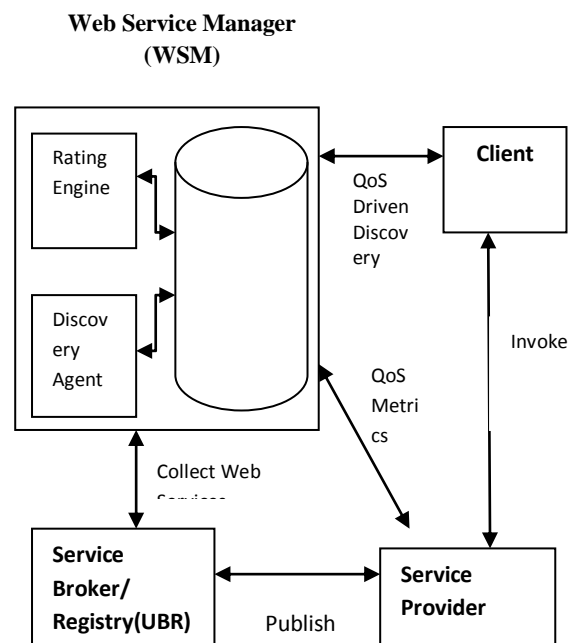 Web Service Manager
(WSM)
Rating
Engine
Client
QoS
Driven
Discov
ery
Discov
ery
Agent
Invoke
QoS
Metri
cs
Collect Web
Services
Service
Broker/
Registry(UBR)
Service
Provider
Publish